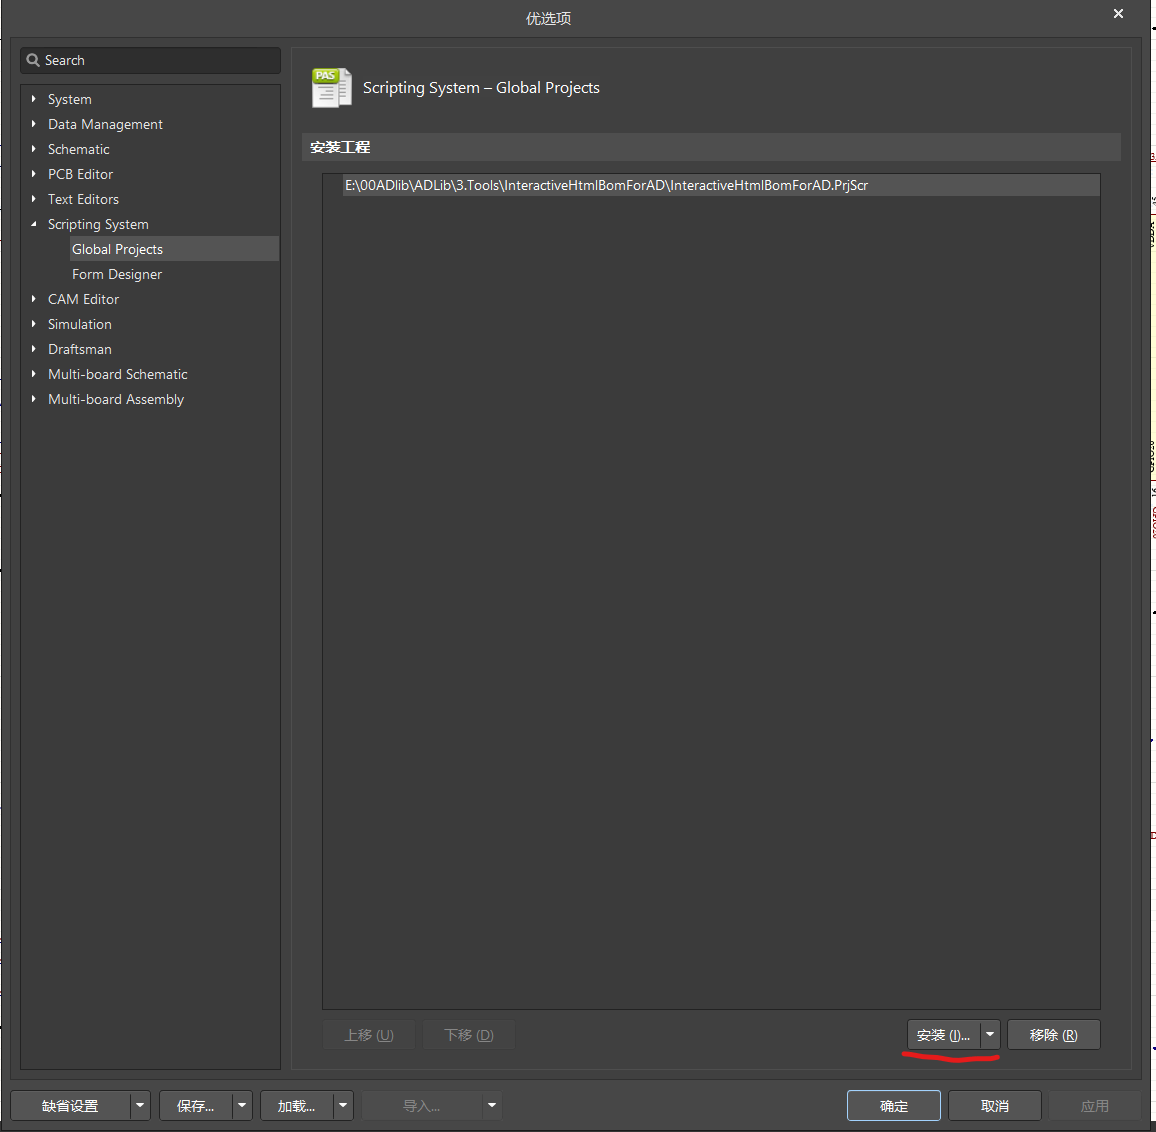 优选项
Search
System
Data Management
Schematic
PCB Editor
Text Editors
Scripting System
Global Projects
Form Designer
CAM Editor
Simulation
Draftsman
Multi-board Schematic
Multi-board Assembly
PAS
Scripting System – Global Projects
安装工程
E:\00ADlib\ADLib\3.Tools\InteractiveHtmlBomForAD\InteractiveHtmlBomForAD.PrjScr
上移 (U)
下移 (D)
安装 (I)...
移除 (R)
缺省设置
保存...
加载...
导入...
确定
取消
应用